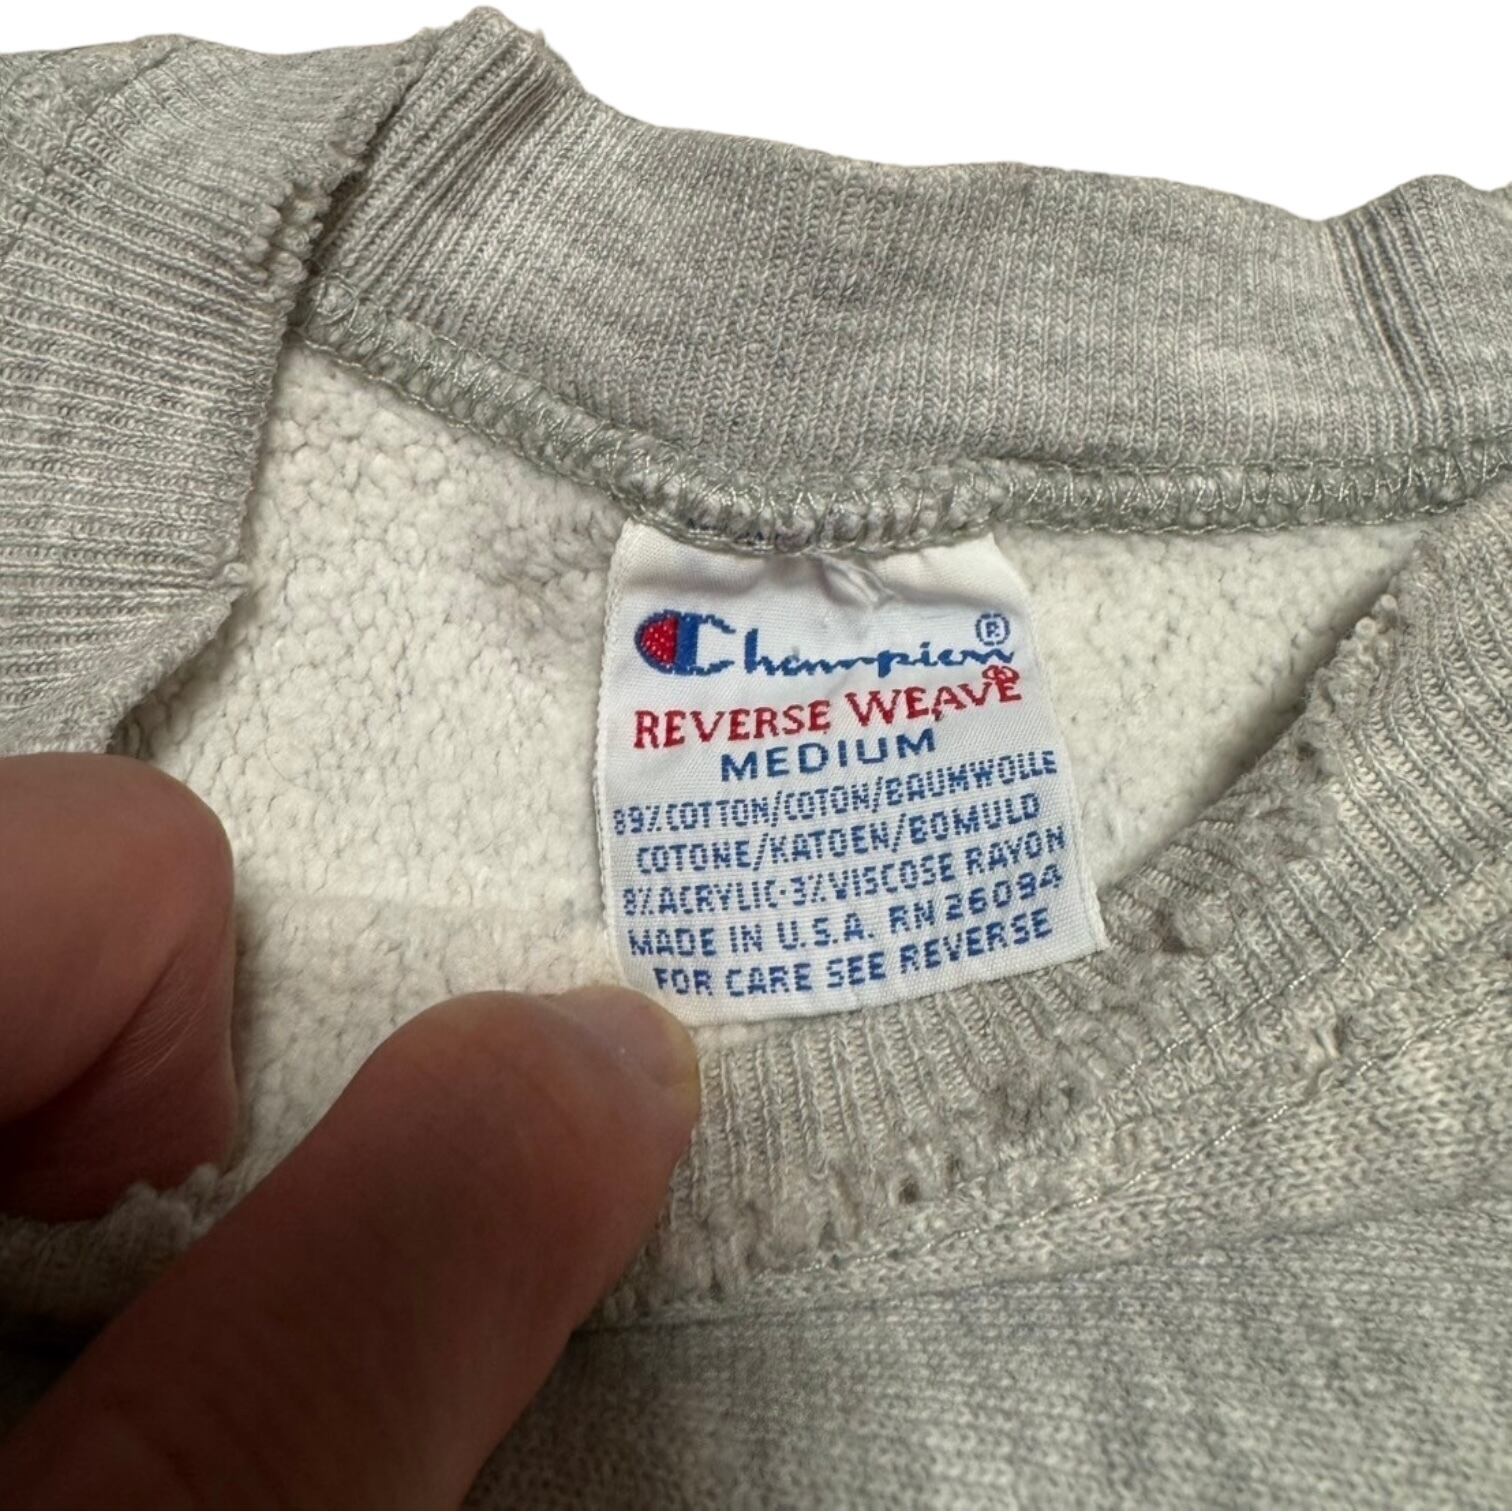 Champion®
REVERSE WEAVE®
MEDIUM
89% COTTON/COTON/BAUMWOLLE
COTONE/KATOEN/BOMULD
8% ACRYLIC·3% VISCOSE RAYON
MADE IN U.S.A. RN 26094
FOR CARE SEE REVERSE